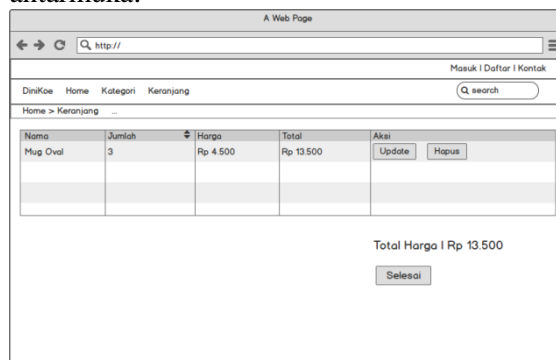 antarmuka.
A Web Page
http://
Masuk | Daftar | Kontak
DiniKoe Home Kategori Keranjang search
Home > Keranjang ...
Nama Jumlah Harga Total Aksi
Mug Oval 3 Rp 4.500 Rp 13.500 Update Hapus
Total Harga | Rp 13.500
Selesai